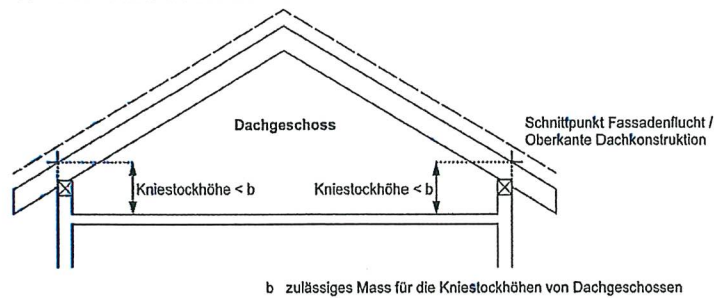 Dachgeschoss
Schnittpunkt Fassadenflucht /
Oberkante Dachkonstruktion
Kniestockhöhe < b
Kniestockhöhe < b
b zulässiges Mass für die Kniestockhöhen von Dachgeschossen